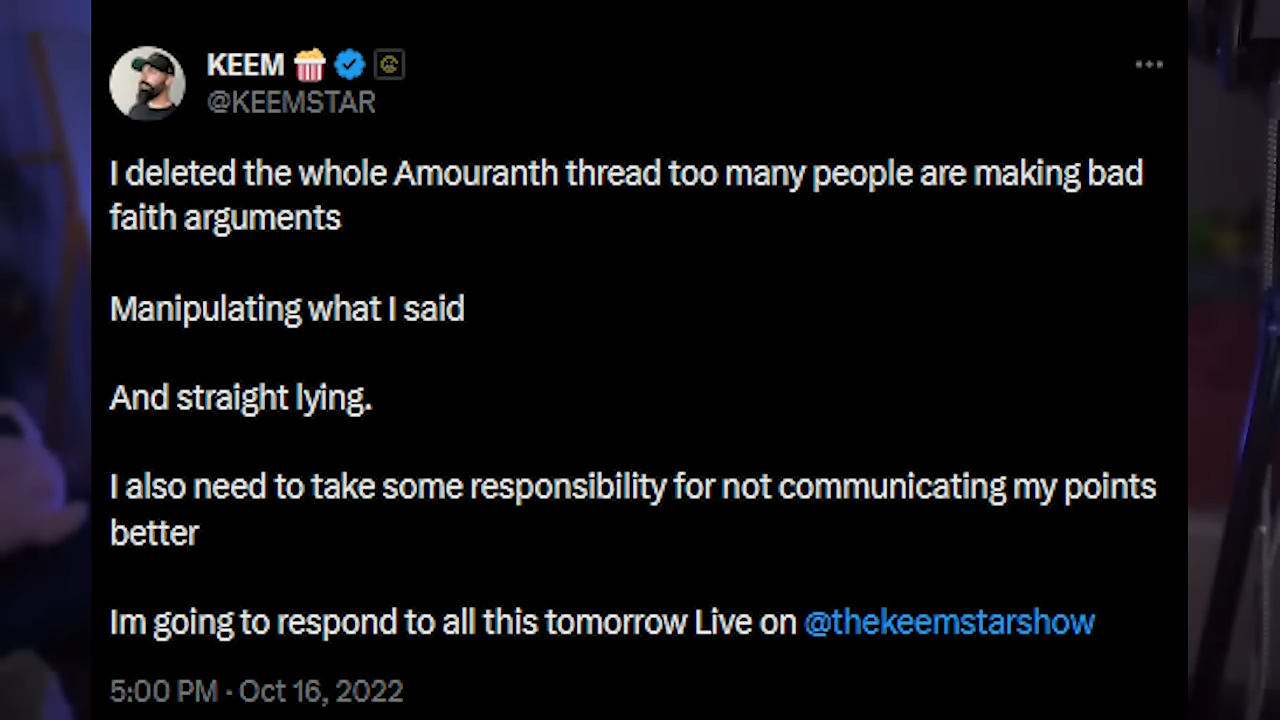 KEEM 🍿
@KEEMSTAR
I deleted the whole Amouranth thread too many people are making bad
faith arguments
Manipulating what I said
And straight lying.
I also need to take some responsibility for not communicating my points
better
Im going to respond to all this tomorrow Live on @thekeemstarshow
5:00 PM · Oct 16, 2022